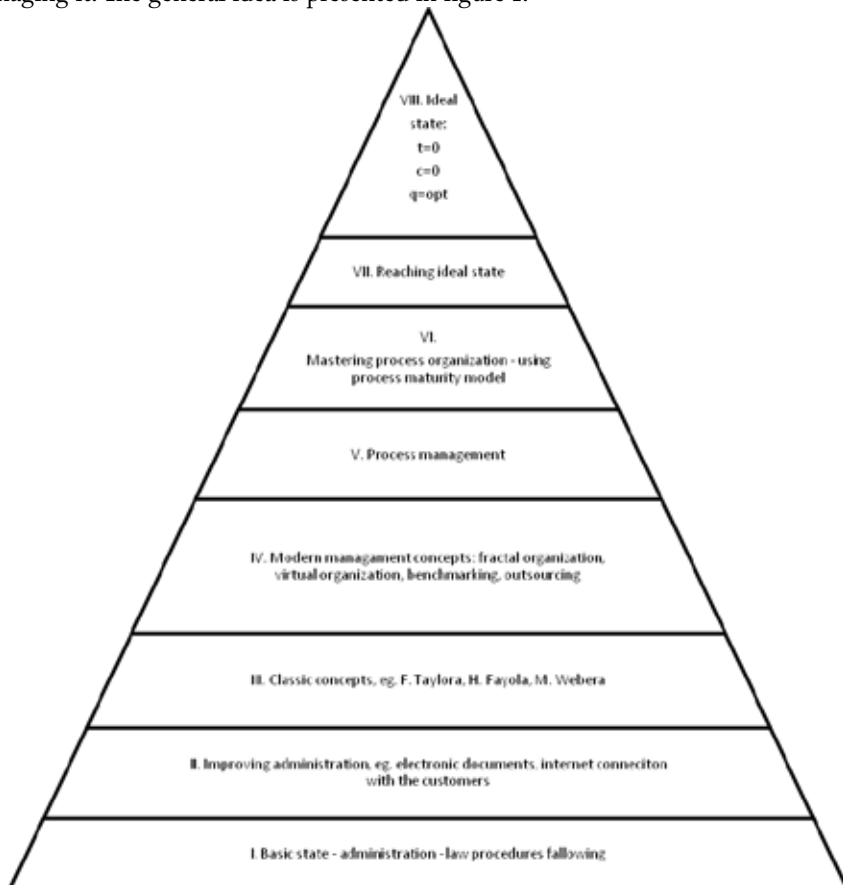 naging it. The general idea is presented in figure 1.
VIII. Ideal
state:
t=0
c=0
q=opt
VII. Reaching ideal state
VI.
Mastering process organization - using
process maturity model
V. Process management
IV. Modern managament concepts: fractal organization,
virtual organization, benchmarking, outsourcing
III. Classic concepts, eg. F. Taylora, H. Fayola, M. Webera
II. Improving administration, eg. electronic documents, internet conneciton
with the customers
I. Basic state - administration - law procedures fallowing